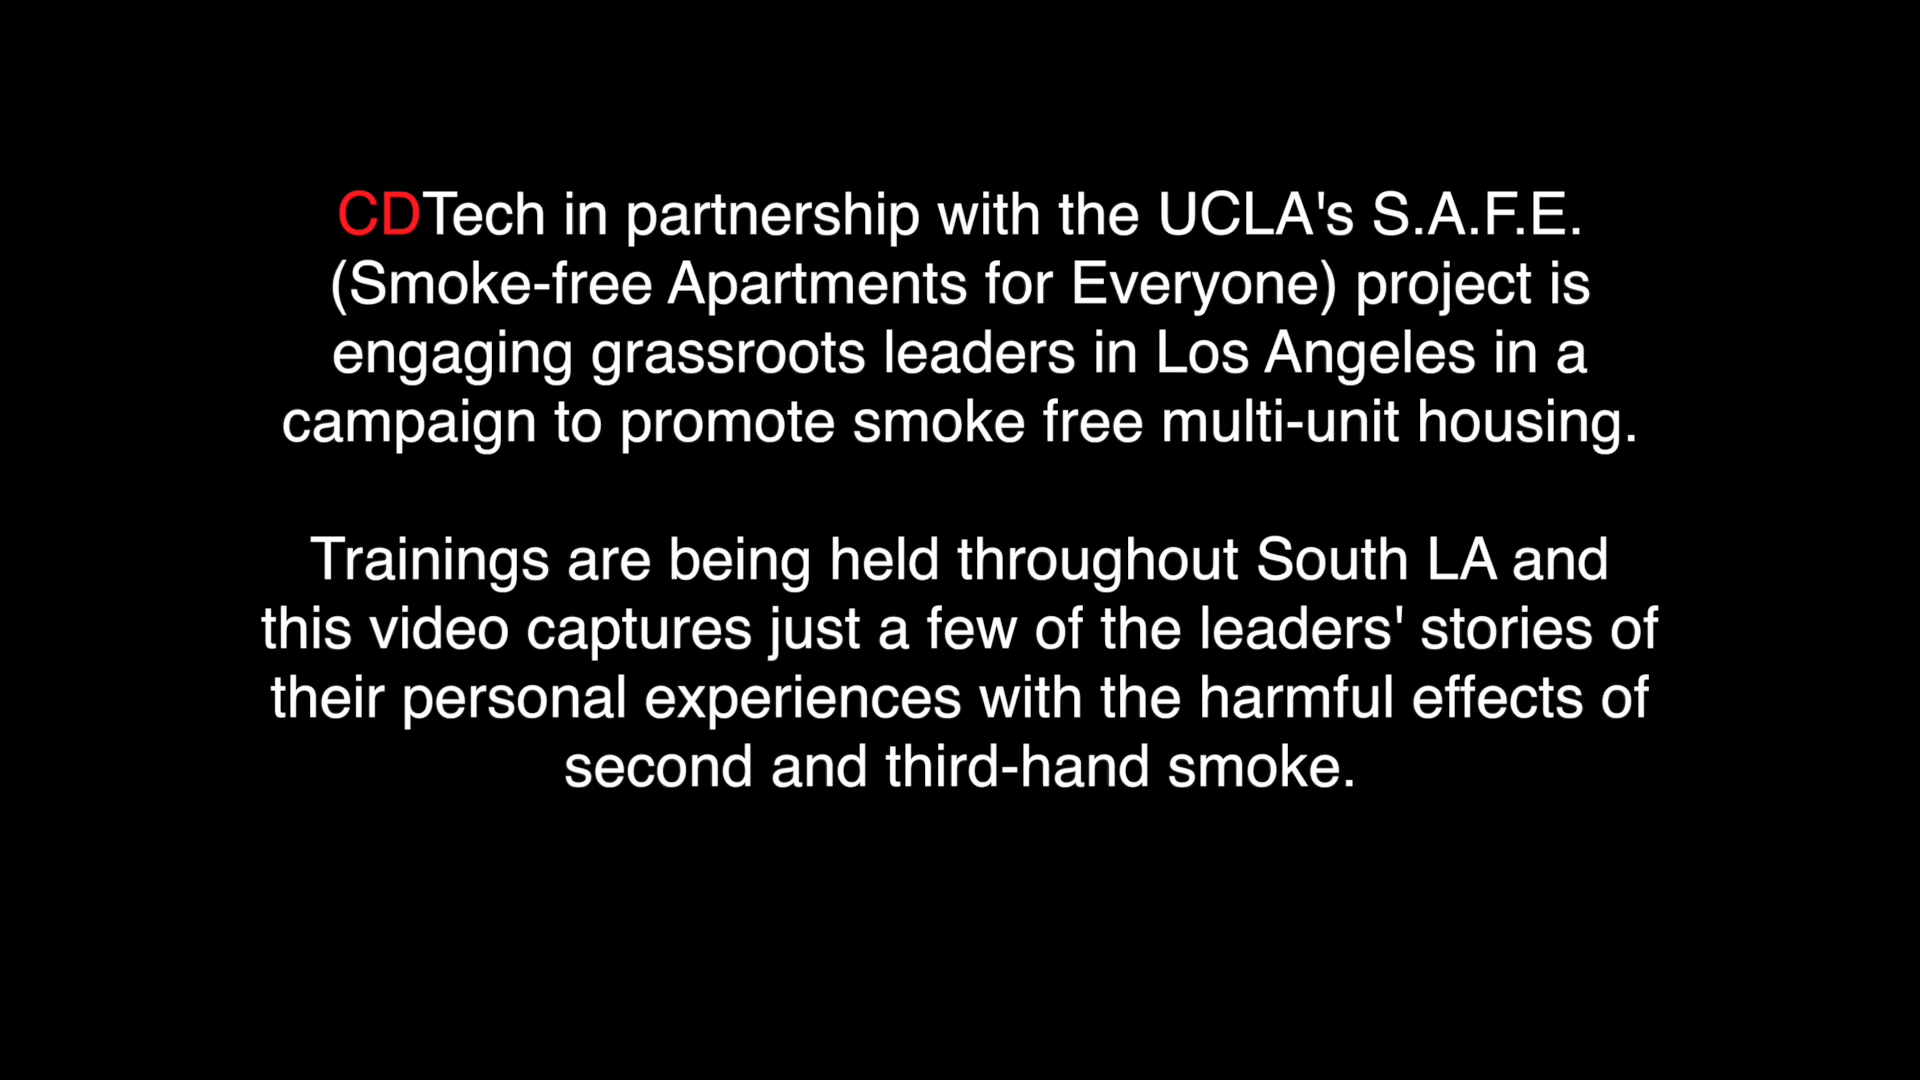 CDTech in partnership with the UCLA's S.A.F.E.
(Smoke-free Apartments for Everyone) project is
engaging grassroots leaders in Los Angeles in a
campaign to promote smoke free multi-unit housing.
Trainings are being held throughout South LA and
this video captures just a few of the leaders' stories of
their personal experiences with the harmful effects of
second and third-hand smoke.